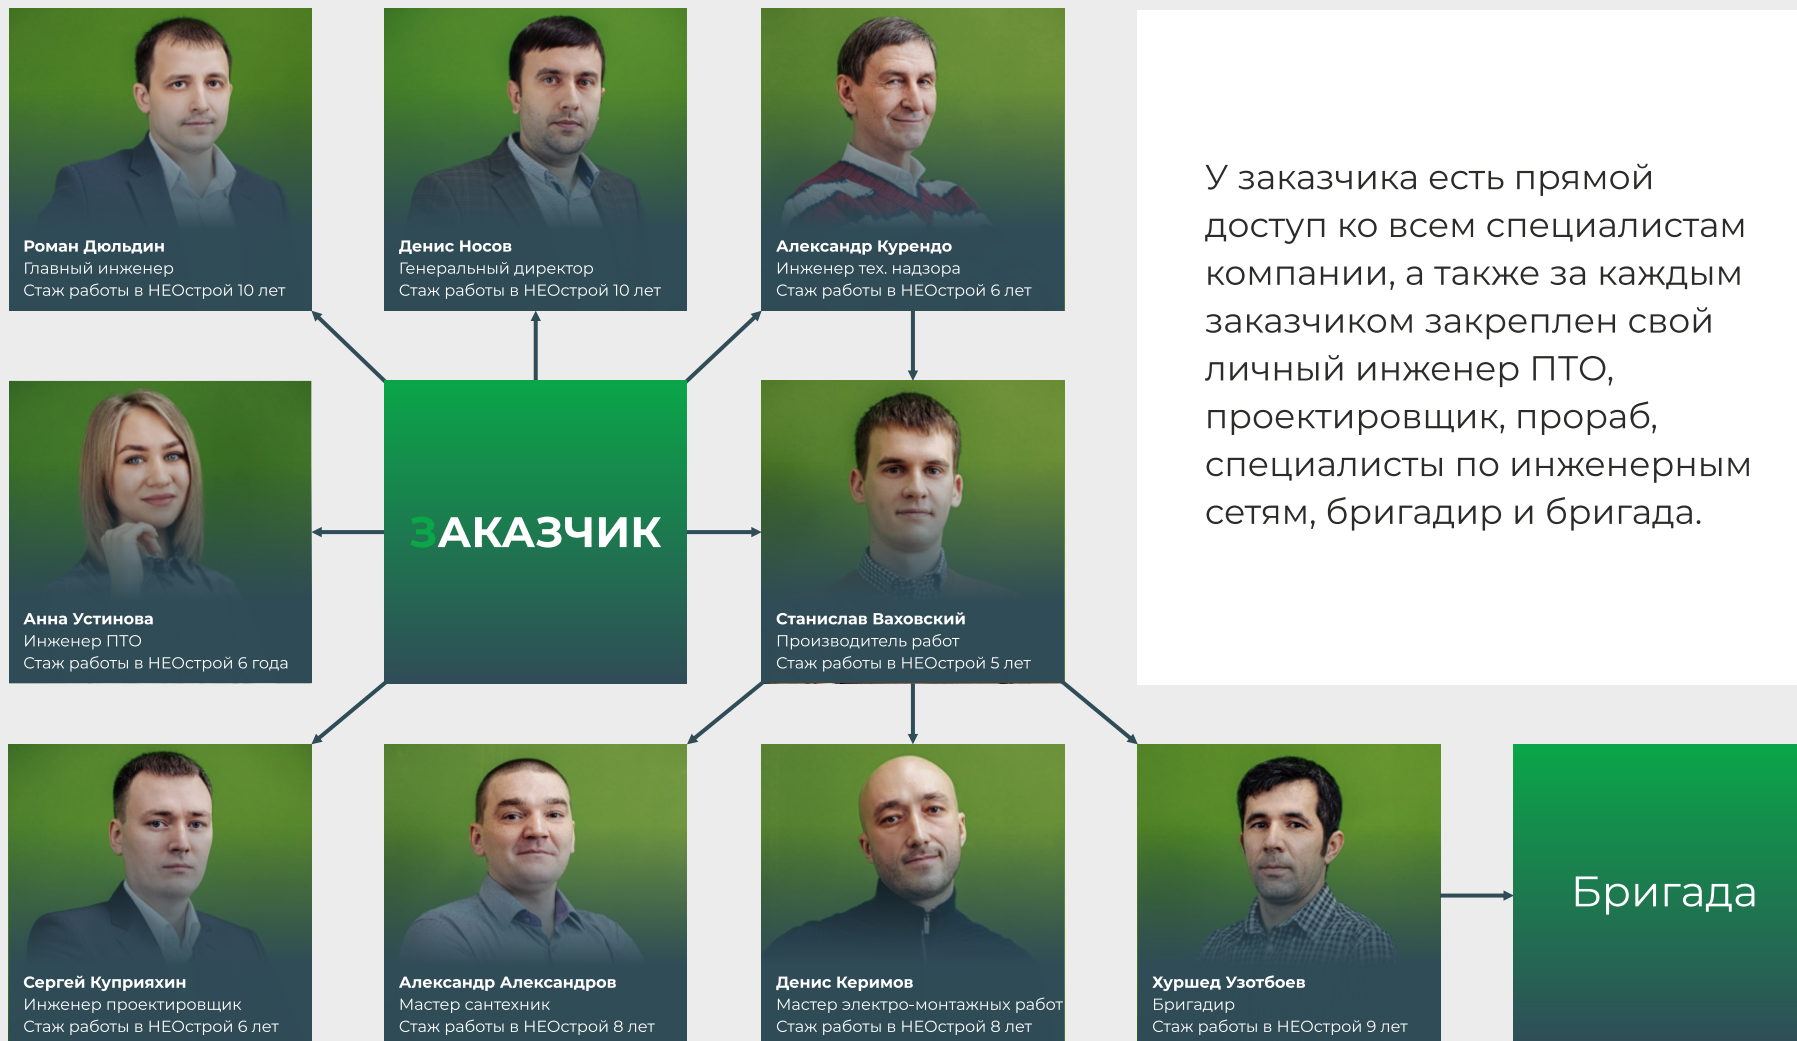 Роман Дюльдин
Главный инженер
Стаж работы в НЕОстрой 10 лет
Денис Носов
Генеральный директор
Стаж работы в НЕОстрой 10 лет
Александр Курендо
Инженер тех. надзора
Стаж работы в НЕОстрой 6 лет
У заказчика есть прямой
доступ ко всем специалистам
компании, а также за каждым
заказчиком закреплен свой
личный инженер ПТО,
проектировщик, прораб,
специалисты по инженерным
сетям, бригадир и бригада.
Анна Устинова
Инженер ПТО
Стаж работы в НЕОстрой 6 года
ЗАКАЗЧИК
Станислав Ваховский
Производитель работ
Стаж работы в НЕОстрой 5 лет
Сергей Куприяхин
Инженер проектировщик
Стаж работы в НЕОстрой 6 лет
Александр Александров
Мастер сантехник
Стаж работы в НЕОстрой 8 лет
Денис Керимов
Мастер электро-монтажных работ
Стаж работы в НЕОстрой 8 лет
Хуршед Узотбоев
Бригадир
Стаж работы в НЕОстрой 9 лет
Бригада